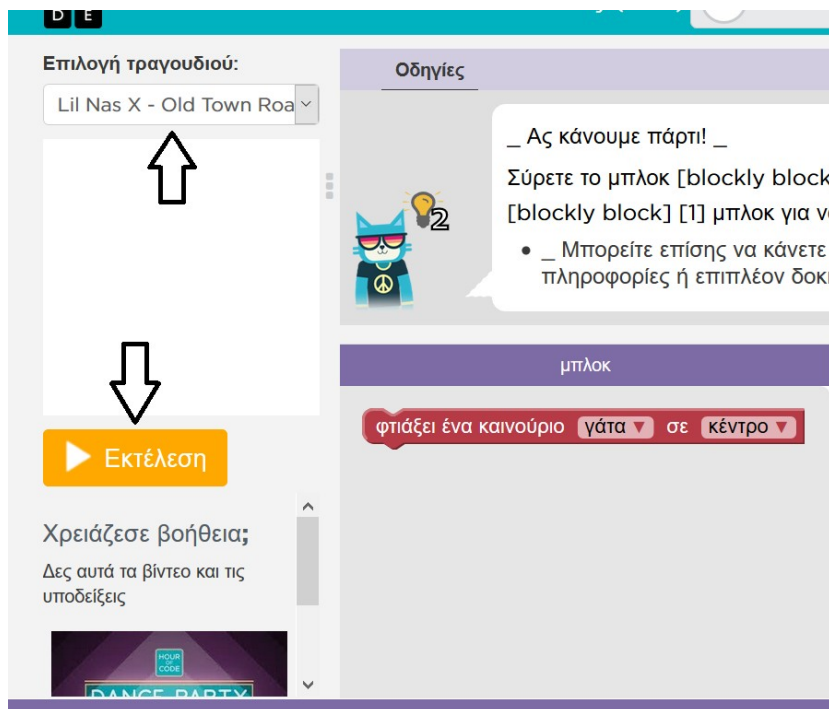 D E
Επιλογή τραγουδιού:
Lil Nas X - Old Town Roa
Οδηγίες
_ Ας κάνουμε πάρτι! _
Σύρετε το μπλοκ [blockly block
[blockly block] [1] μπλοκ για
• _ Μπορείτε επίσης να κάνετε
πληροφορίες ή επιπλέον
2
μπλοκ
φτιάξει ένα καινούριο γάτα ▼ σε κέντρο ▼
Εκτέλεση
Χρειάζεσε βοήθεια;
Δες αυτά τα βίντεο και τις
υποδείξεις
HOUR
OF
CODE
DANCE PARTY